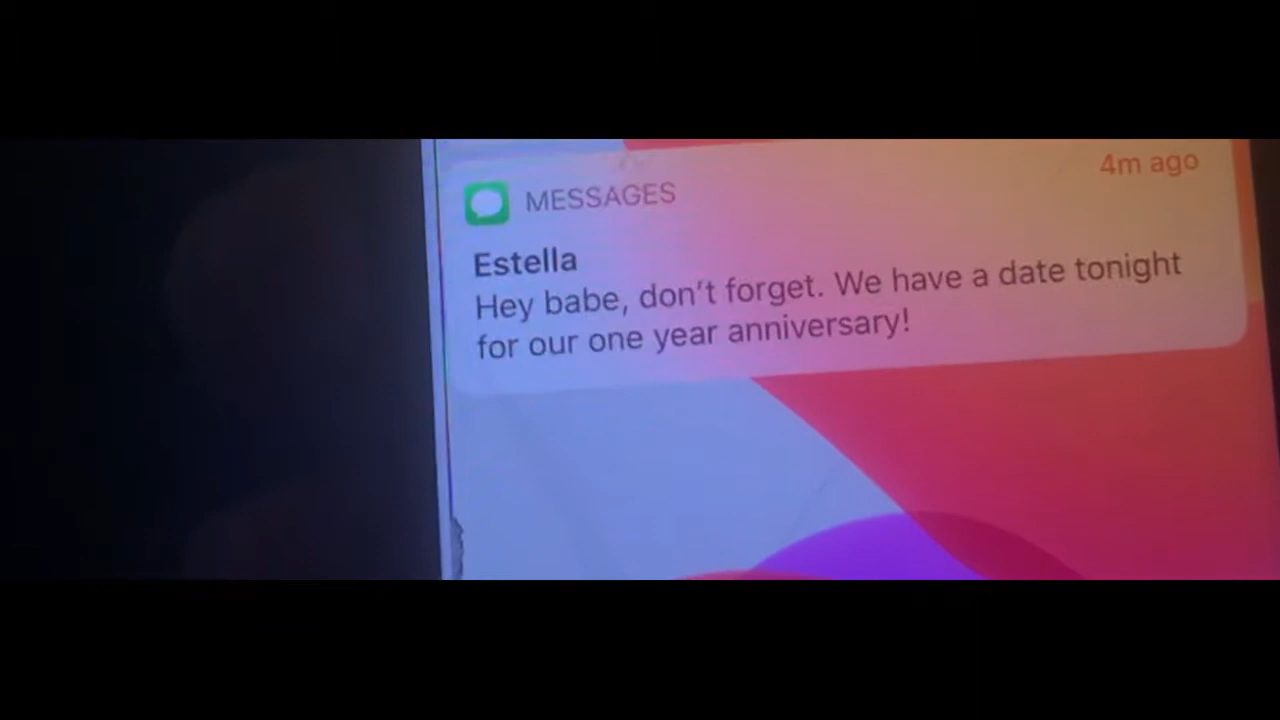 MESSAGES
4m ago
Estella
Hey babe, don't forget. We have a date tonight
for our one year anniversary!